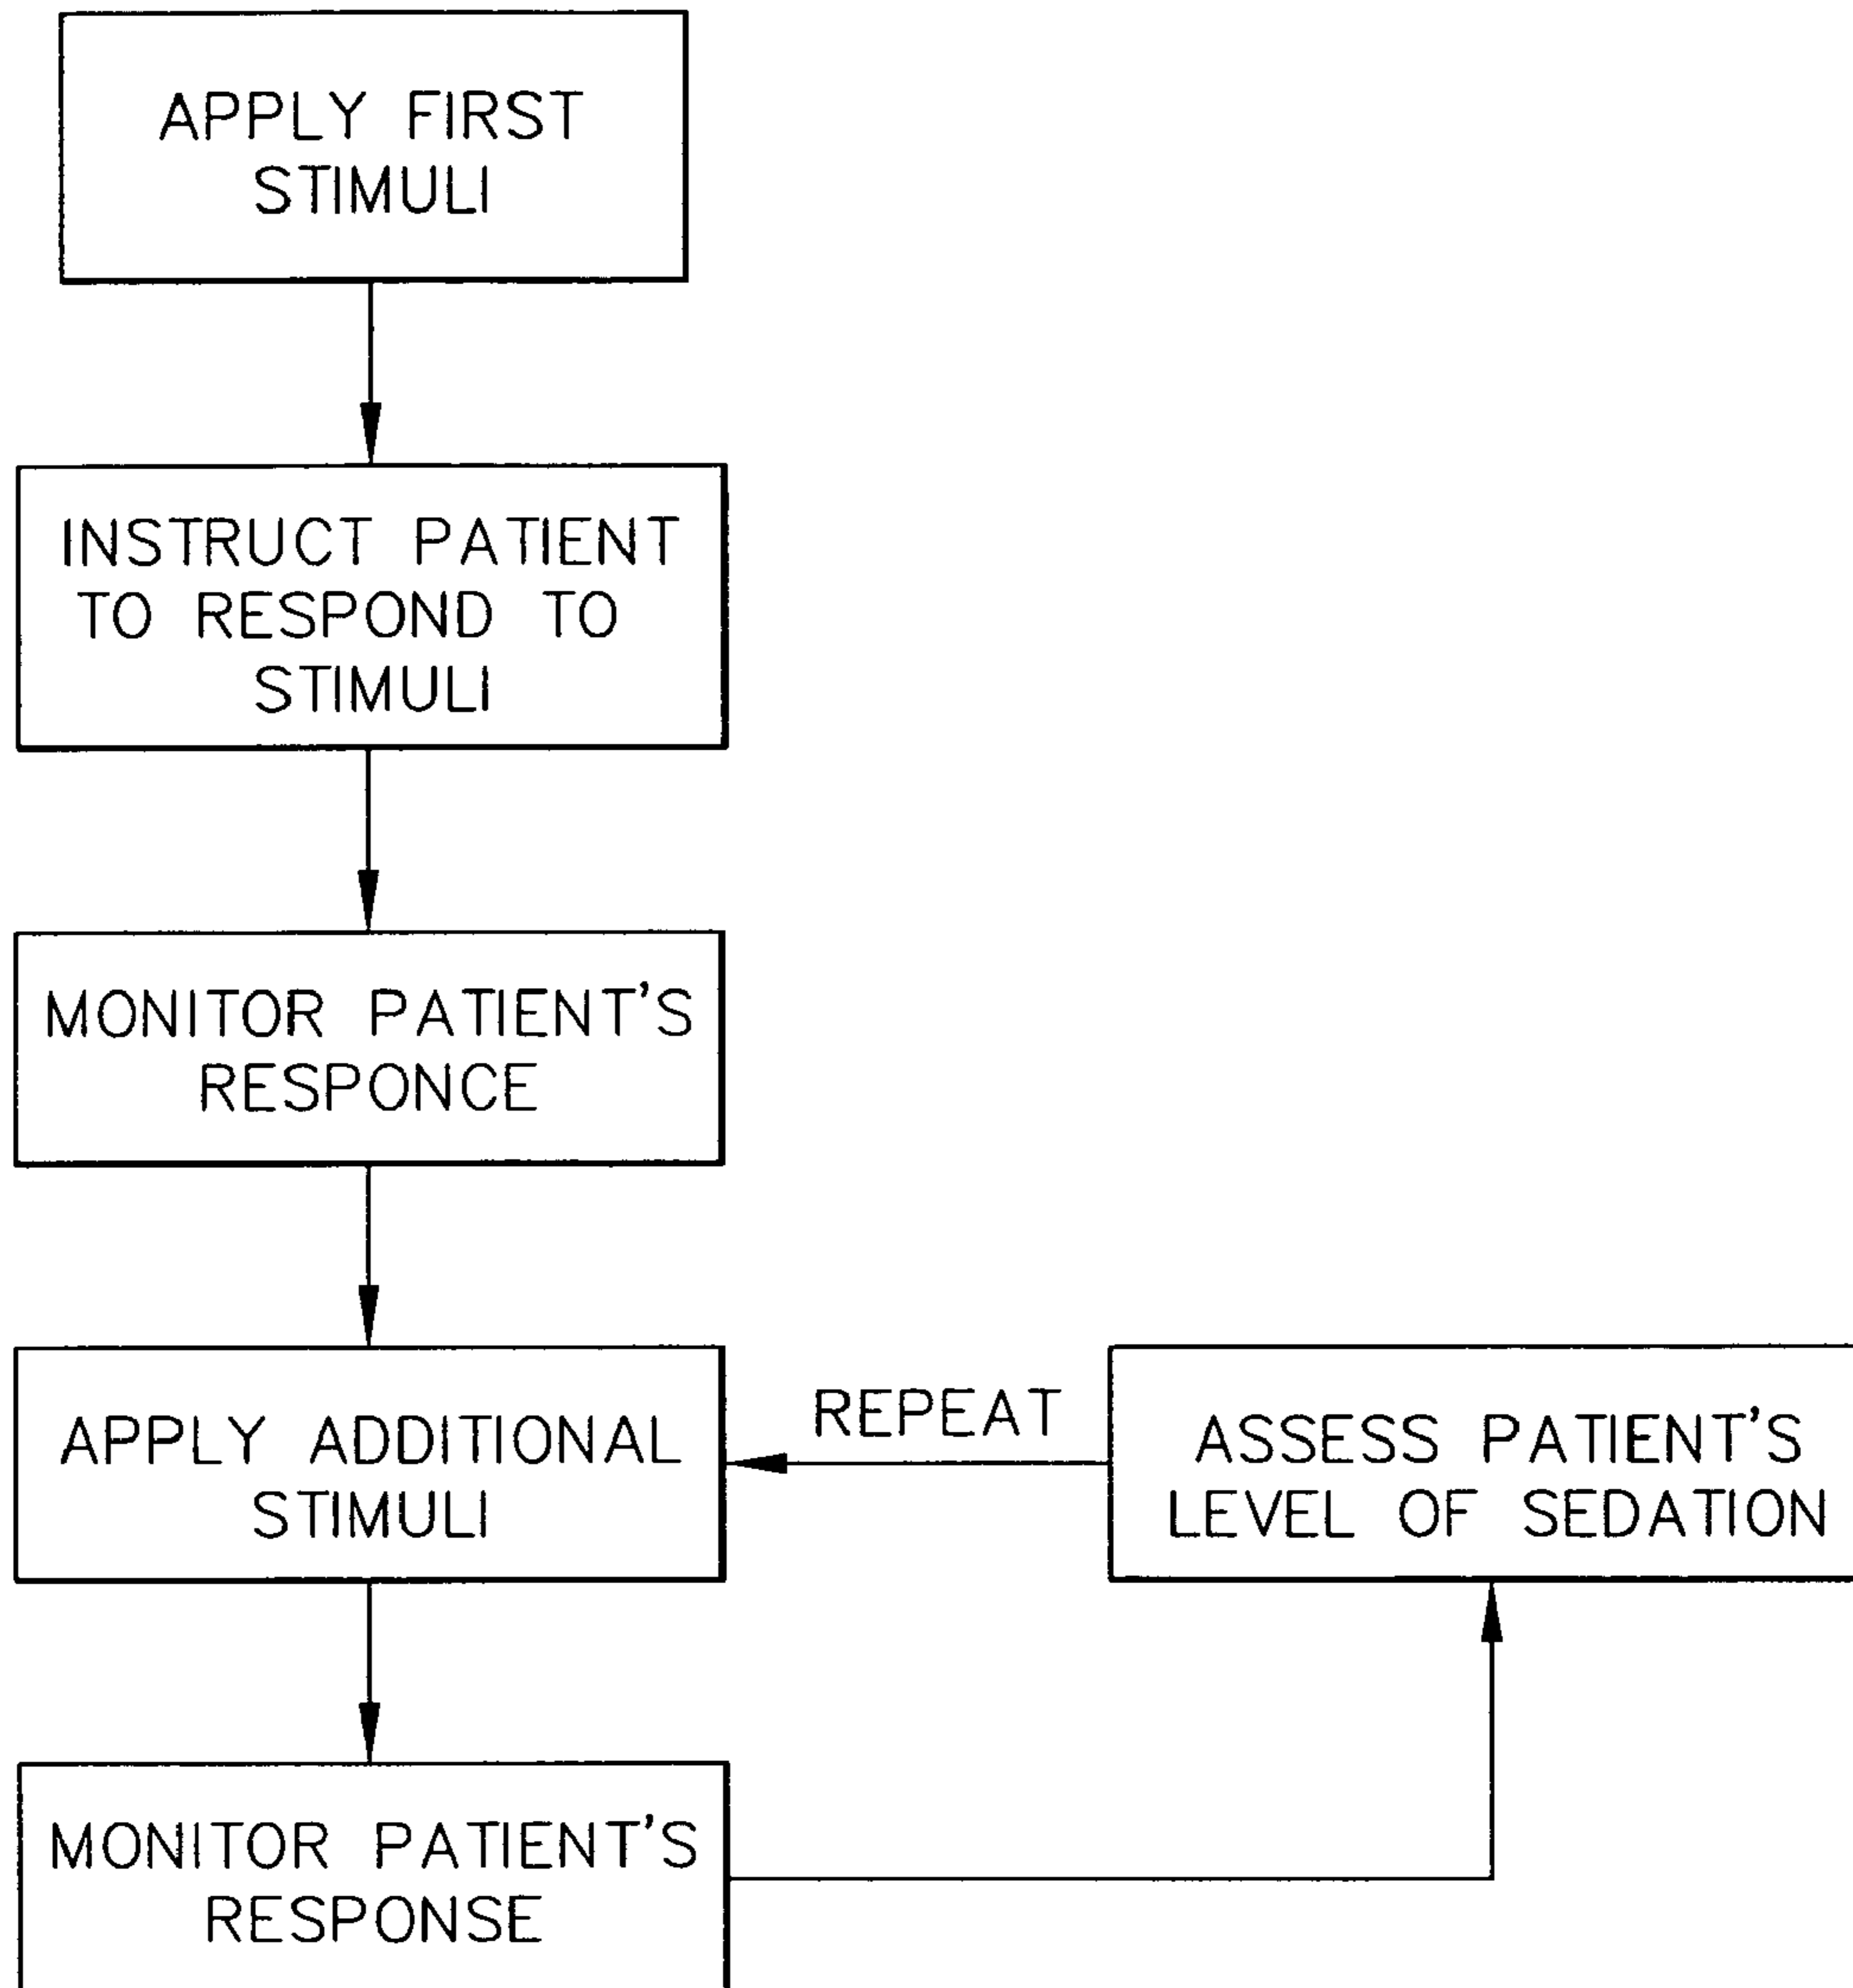 APPLY FIRST
STIMULI
INSTRUCT PATIENT
TO RESPOND TO
STIMULI
MONITOR PATIENT'S
RESPONCE
APPLY ADDITIONAL
STIMULI
REPEAT
ASSESS PATIENT'S
LEVEL OF SEDATION
MONITOR PATIENT'S
RESPONSE